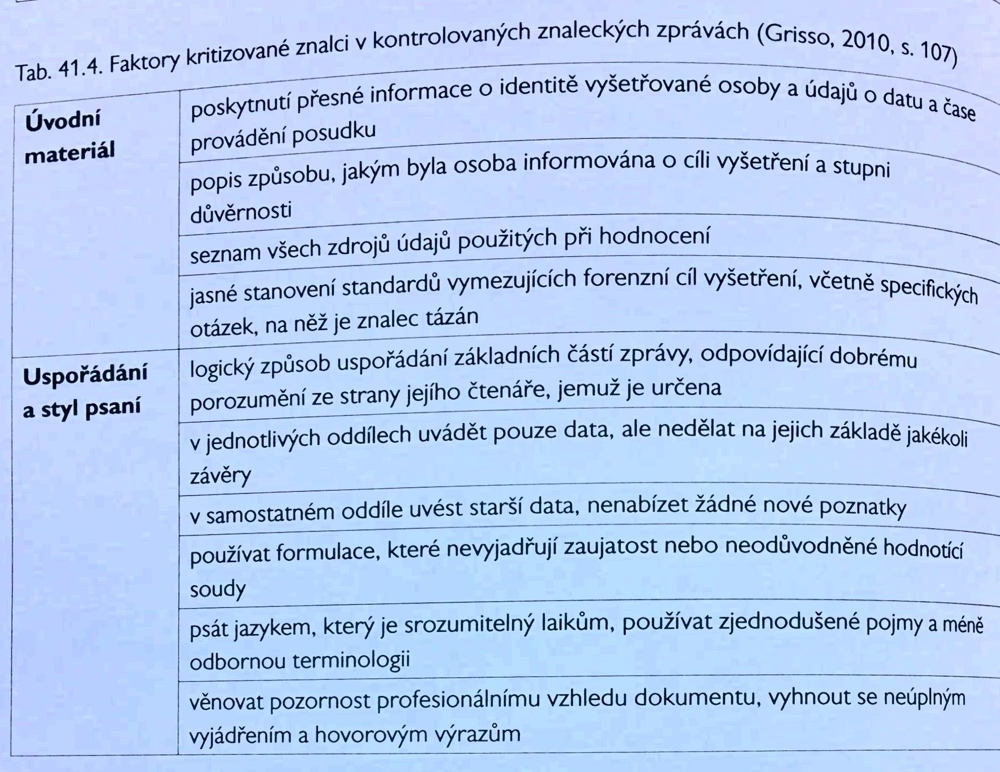 Tab. 41.4. Faktory kritizované znalci v kontrolovaných znaleckých zprávách (Grisso, 2010, s. 107)
Úvodní
materiál
poskytnutí přesné informace o identitě vyšetřované osoby a údajů o datu a čase
provádění posudku
popis způsobu, jakým byla osoba informována o cíli vyšetření a stupni
důvěrnosti
seznam všech zdrojů údajů použitých při hodnocení
jasné stanovení standardů vymezujících forenzní cíl vyšetření, včetně specifických
otázek, na něž je znalec tázán
Uspořádání
a styl psaní
logický způsob uspořádání základních částí zprávy, odpovídající dobrému
porozumění ze strany jejího čtenáře, jemuž je určena
v jednotlivých oddílech uvádět pouze data, ale nedělat na jejich základě jakékoli
závěry
v samostatném oddíle uvést starší data, nenabízet žádné nové poznatky
používat formulace, které nevyjadřují zaujatost nebo neodůvodněné hodnotící
soudy
psát jazykem, který je srozumitelný laikům, používat zjednodušené pojmy a méně
odbornou terminologii
věnovat pozornost profesionálnímu vzhledu dokumentu, vyhnout se neúplným
vyjádřením a hovorovým výrazům